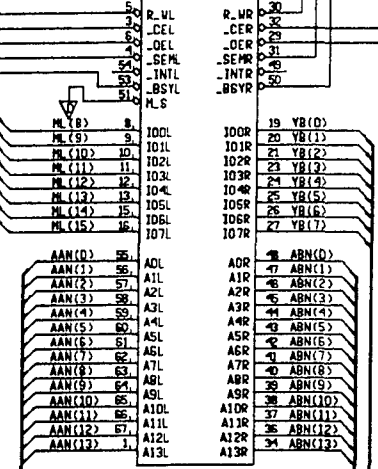 5 R_WL R_WR 30
3 _CEL _CER 32
6 _OEL _OER 29
4 _SEML _SEMR 31
54 _INTL _INTR 49
53 _BSYL _BSYR 50
51 M_S
ML(8) 8 IO0L IO0R 19 YB(0)
ML(9) 9 IO1L IO1R 20 YB(1)
ML(10) 10 IO2L IO2R 21 YB(2)
ML(11) 11 IO3L IO3R 23 YB(3)
ML(12) 12 IO4L IO4R 24 YB(4)
ML(13) 13 IO5L IO5R 25 YB(5)
ML(14) 15 IO6L IO6R 26 YB(6)
ML(15) 16 IO7L IO7R 27 YB(7)
AAN(0) 55 A0L A0R 48 ABN(0)
AAN(1) 56 A1L A1R 47 ABN(1)
AAN(2) 57 A2L A2R 46 ABN(2)
AAN(3) 58 A3L A3R 45 ABN(3)
AAN(4) 59 A4L A4R 44 ABN(4)
AAN(5) 60 A5L A5R 43 ABN(5)
AAN(6) 61 A6L A6R 42 ABN(6)
AAN(7) 62 A7L A7R 41 ABN(7)
AAN(8) 63 A8L A8R 40 ABN(8)
AAN(9) 64 A9L A9R 39 ABN(9)
AAN(10) 65 A10L A10R 38 ABN(10)
AAN(11) 66 A11L A11R 37 ABN(11)
AAN(12) 67 A12L A12R 36 ABN(12)
AAN(13) 1 A13L A13R 34 ABN(13)